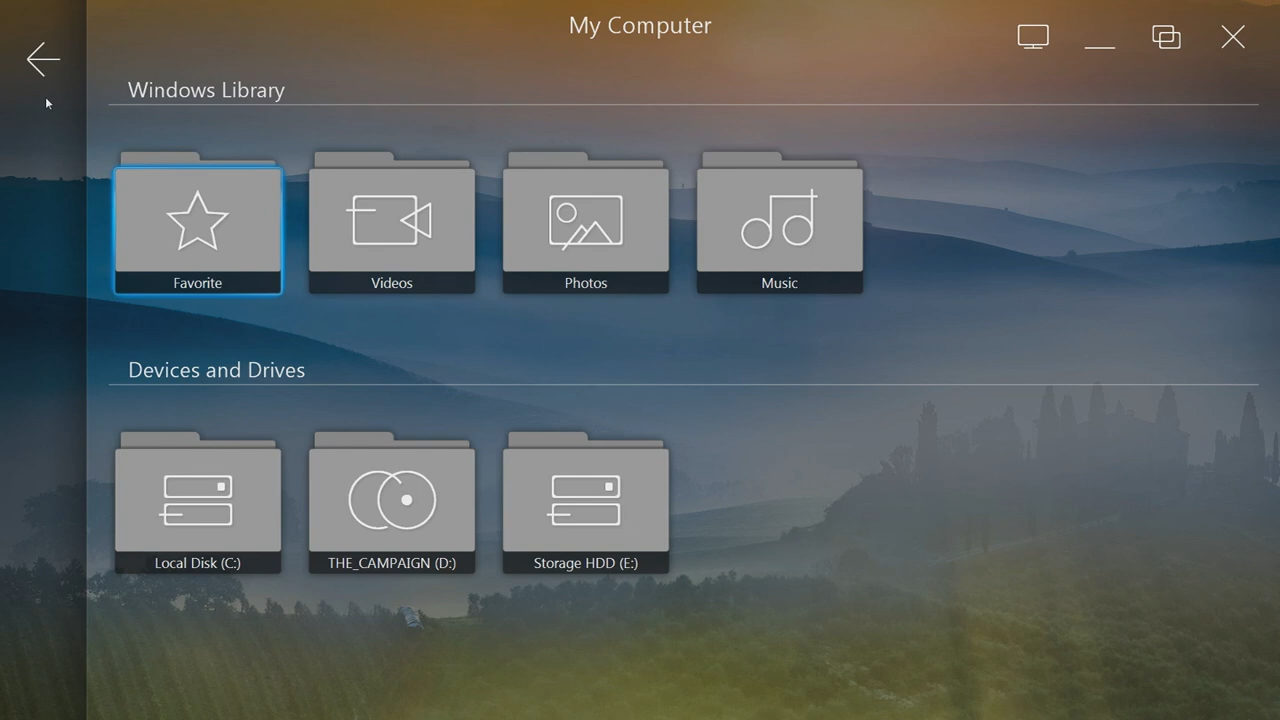 My Computer
Windows Library
Favorite
Videos
Photos
Music
Devices and Drives
Local Disk (C:)
THE_CAMPAIGN (D:)
Storage HDD (E:)